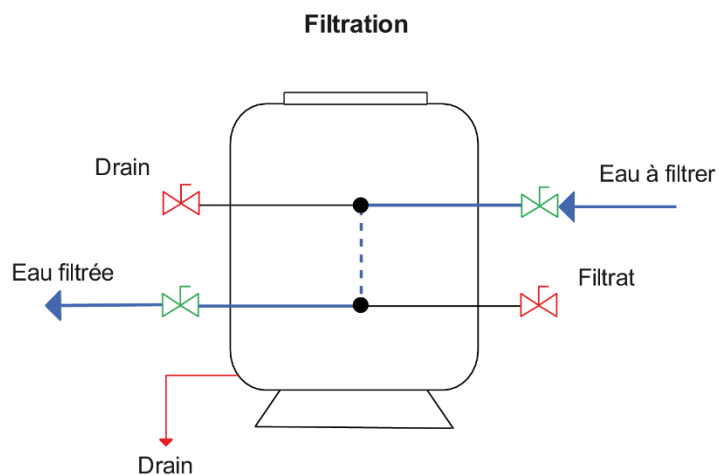 Filtration
Drain
Eau à filtrer
Eau filtrée
Filtrat
Drain